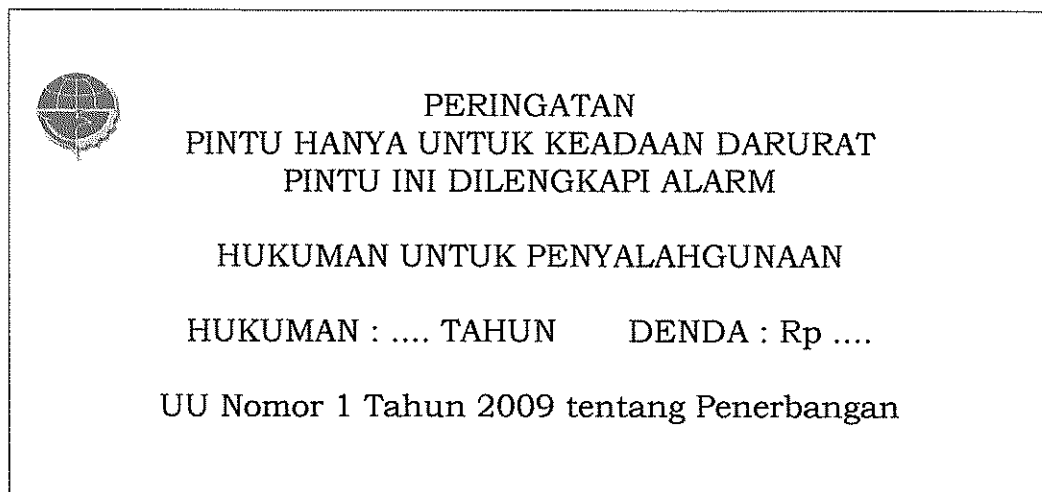 PERINGATAN
PINTU HANYA UNTUK KEADAAN DARURAT
PINTU INI DILENGKAPI ALARM
HUKUMAN UNTUK PENYALAHGUNAAN
HUKUMAN : .... TAHUN DENDA : Rp ....
UU Nomor 1 Tahun 2009 tentang Penerbangan